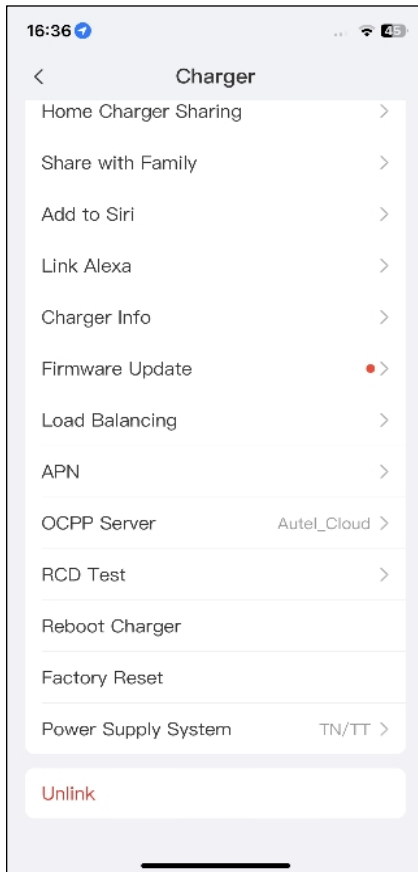 16:36
45
Charger
Home Charger Sharing
Share with Family
Add to Siri
Link Alexa
Charger Info
Firmware Update
Load Balancing
APN
OCPP Server Autel_Cloud
RCD Test
Reboot Charger
Factory Reset
Power Supply System TN/TT
Unlink